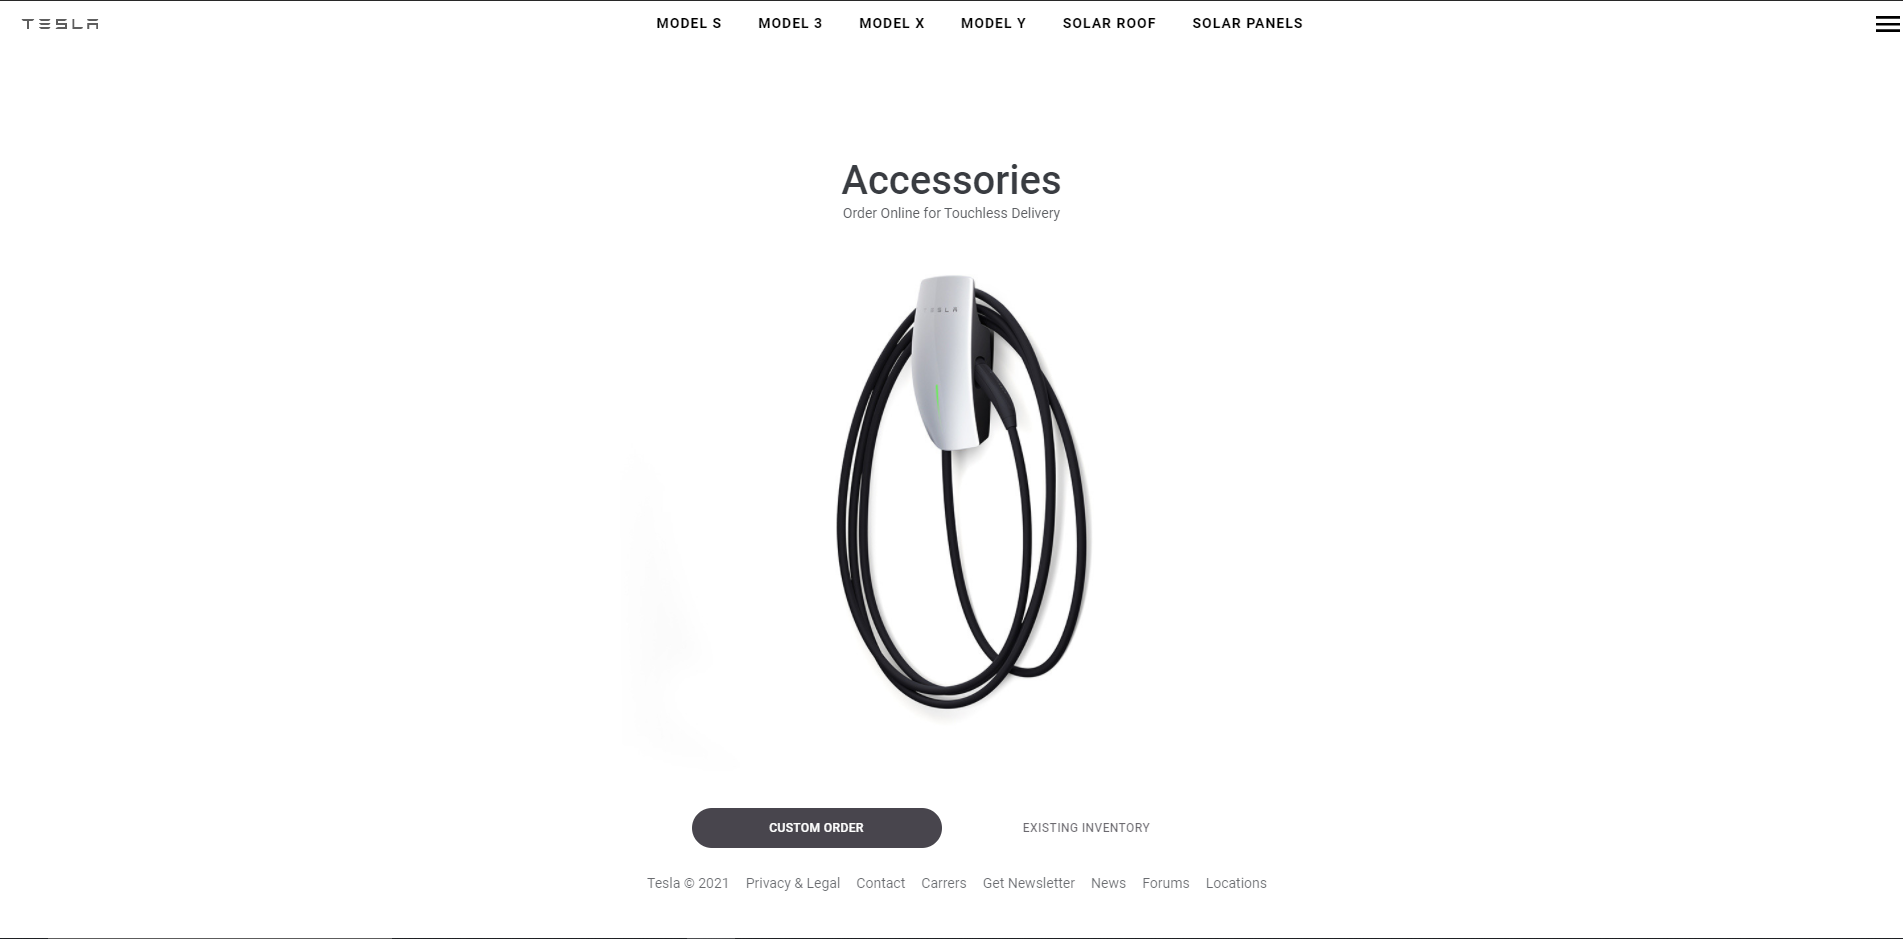 TESLA MODEL S MODEL 3 MODEL X MODEL Y SOLAR ROOF SOLAR PANELS
Accessories
Order Online for Touchless Delivery
TESLA
CUSTOM ORDER EXISTING INVENTORY
Tesla © 2021 Privacy & Legal Contact Carrers Get Newsletter News Forums Locations